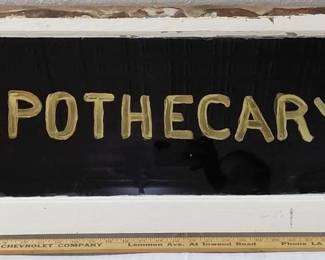 POTHECARY
CHEVROLET COMPANY Lemmon Ave. At Inwood Road Phone LA